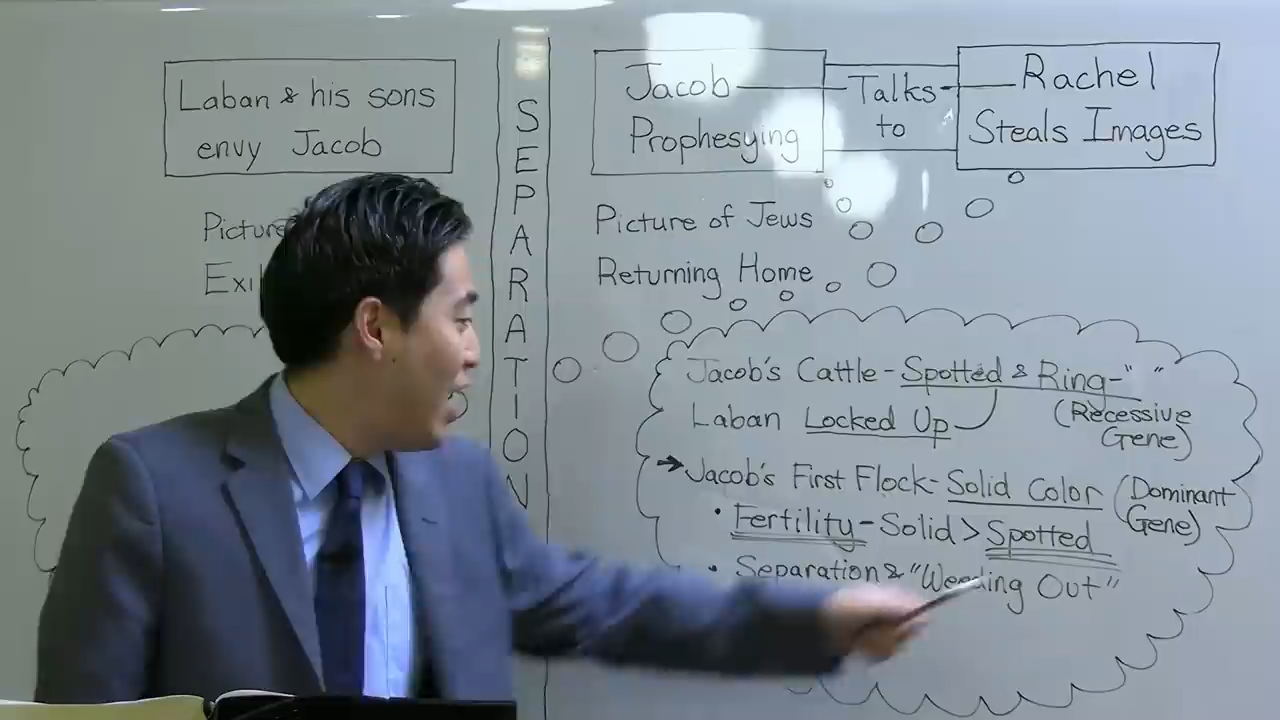 Laban & his sons
envy Jacob
Picture
SEPARATION
Jacob
Prophesying
Talks
to
Rachel
Steals Images
Picture of Jews
Returning Home
Jacob's Cattle - Spotted & Ring - " "
(Recessive
Gene)
Laban Locked Up
→ Jacob's First Flock - Solid Color (Dominant
Gene)
• Fertility - Solid > Spotted
• Separation & "Weeding Out"